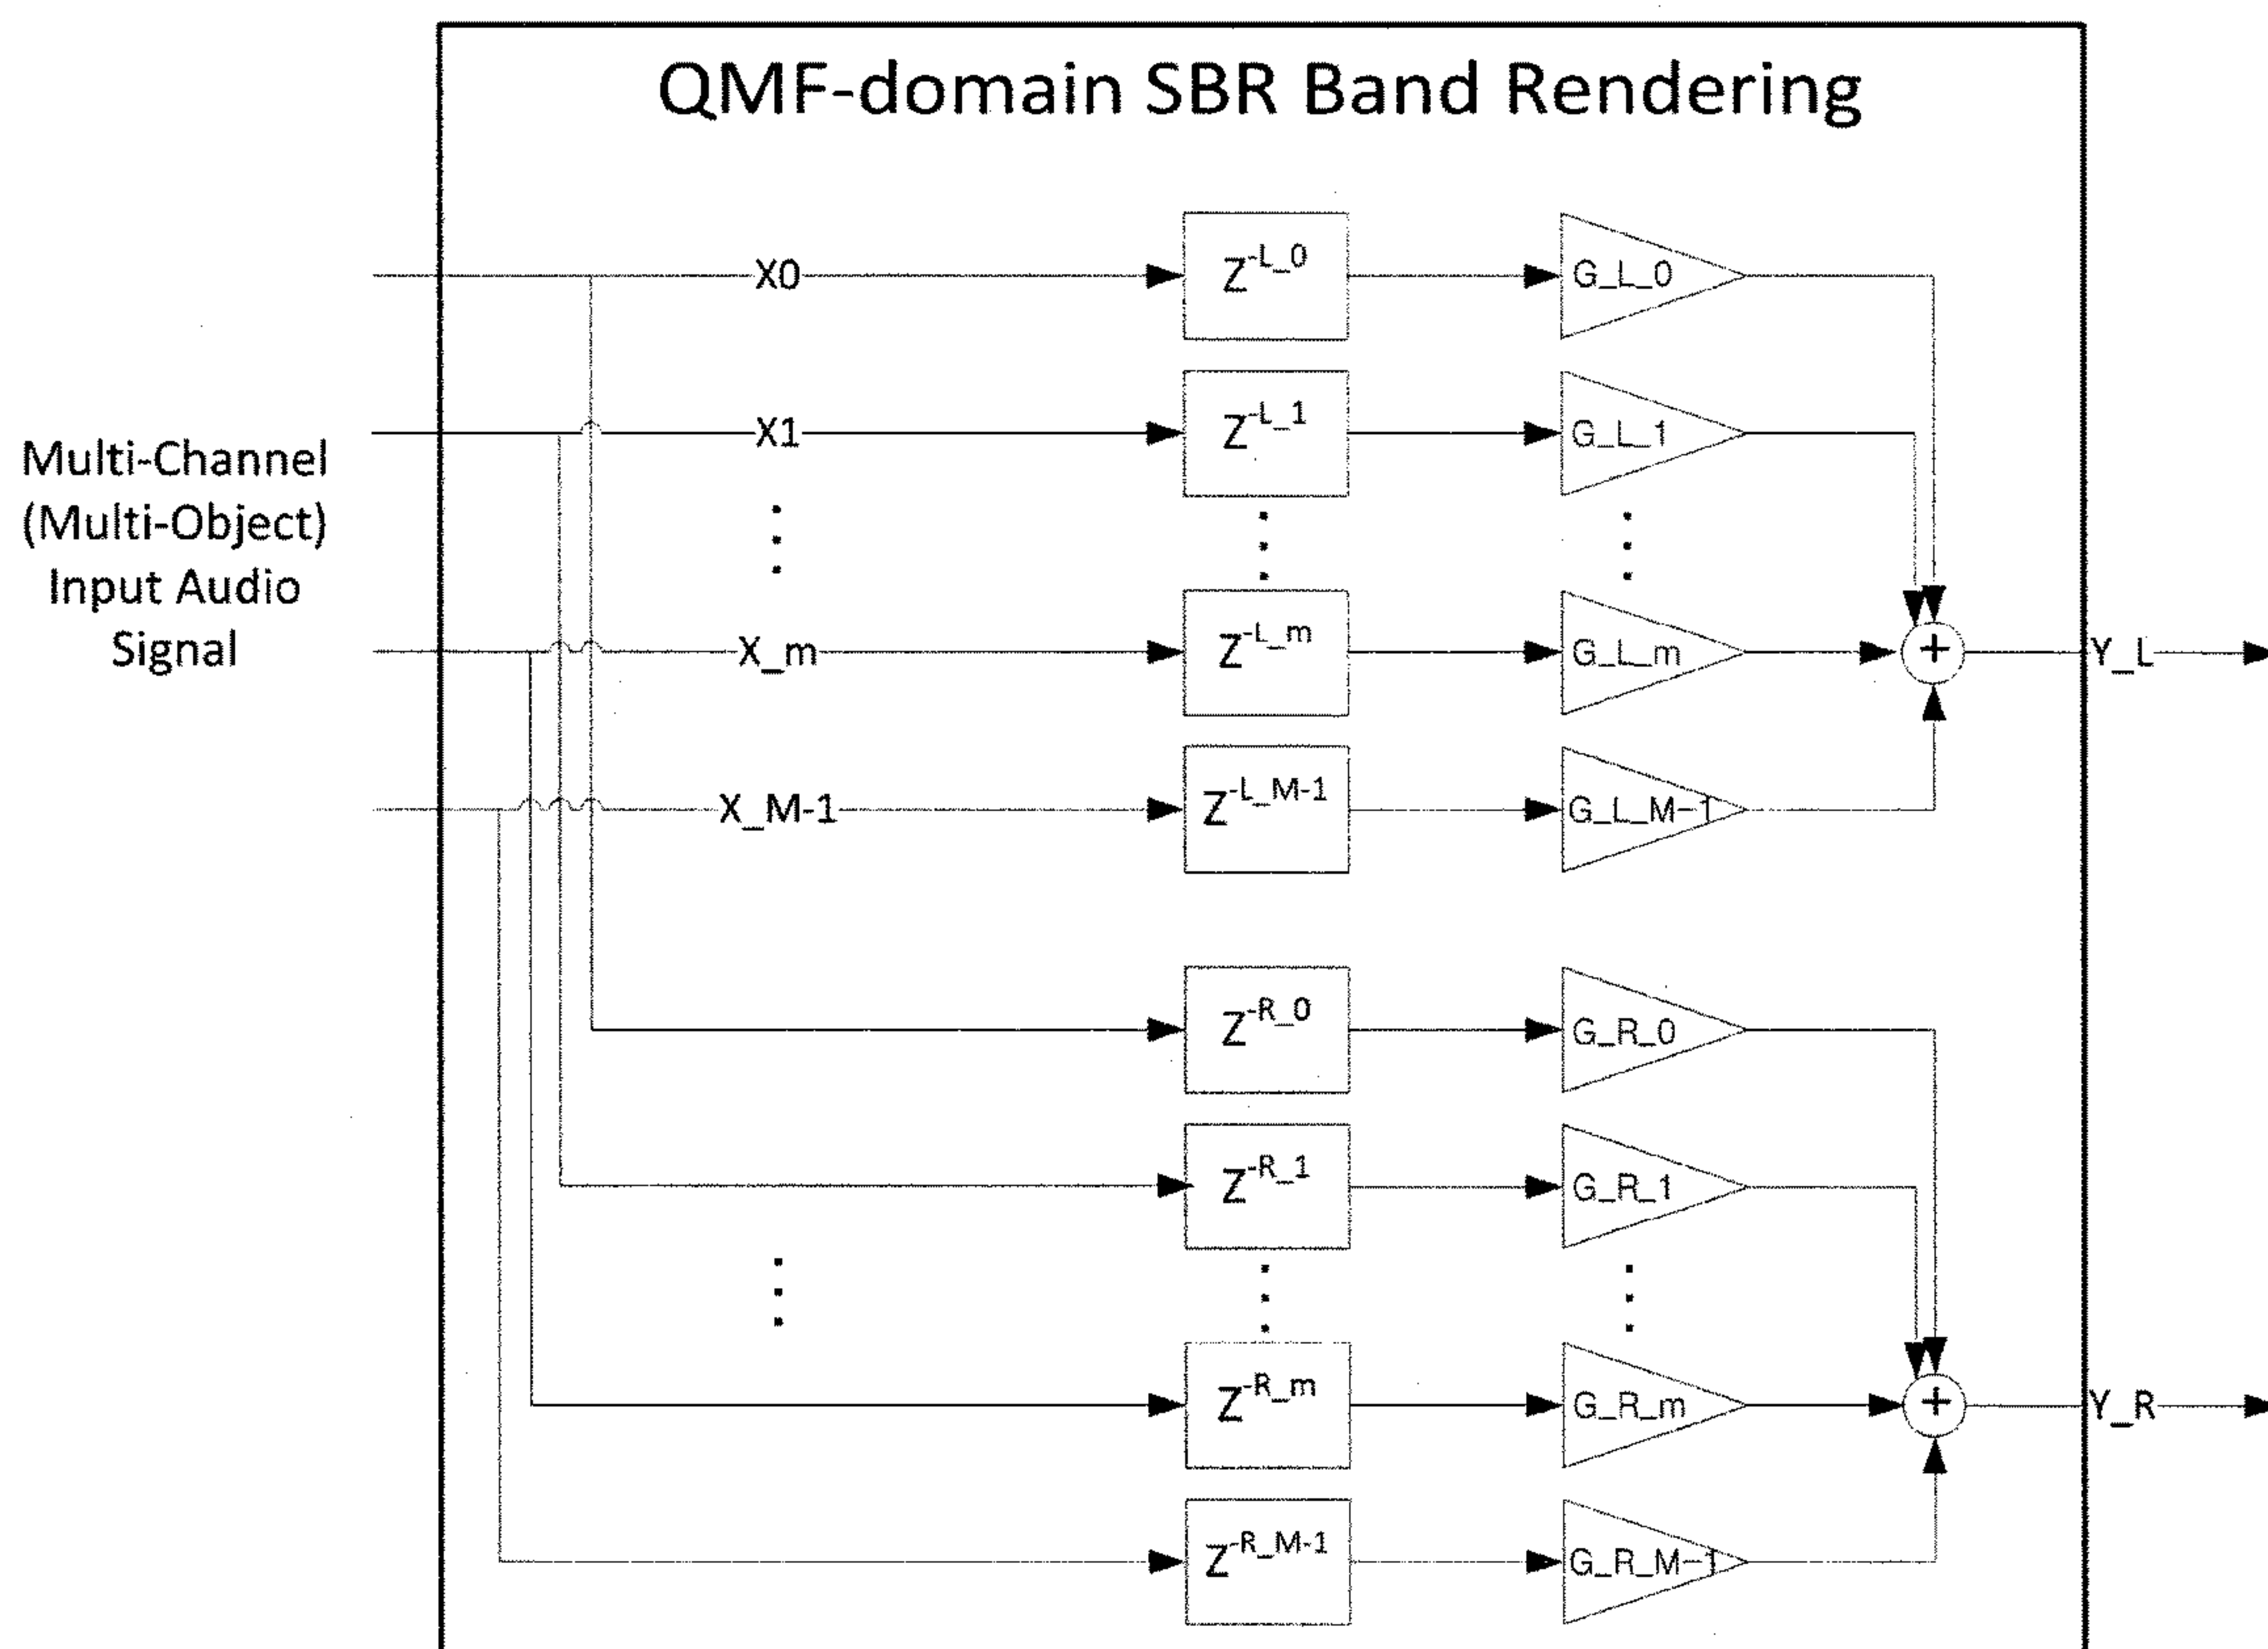 QMF-domain SBR Band Rendering
Multi-Channel
(Multi-Object)
Input Audio
Signal
X0
Z^-L_0
G_L_0
X1
Z^-L_1
G_L_1
X_m
Z^-L_m
G_L_m
+
Y_L
X_M-1
Z^-L_M-1
G_L_M-1
Z^-R_0
G_R_0
Z^-R_1
G_R_1
Z^-R_m
G_R_m
+
Y_R
Z^-R_M-1
G_R_M-1